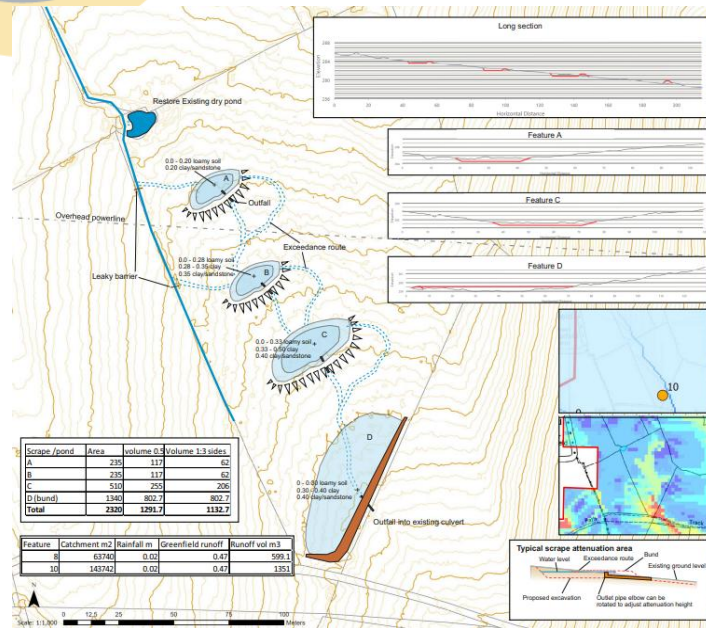 Long section
Elevation
Horizontal Distance
Restore Existing dry pond
Feature A
0.0 - 0.20 loamy soil
0.20 clay/sandstone
A
Outfall
Overhead powerline
Feature C
Exceedance route
0.0 - 0.28 loamy soil
0.28 - 0.35 clay
0.35 clay/sandstone
B
Leaky barrier
Feature D
0.0 - 0.33 loamy soil
0.33 - 0.50 clay
0.40 clay/sandstone
C
10
D
Scrape /pond Area volume 0.5 Volume 1:3 sides
A 235 117 62
B 235 117 62
C 510 255 206
D (bund) 1340 802.7 802.7
Total 2320 1291.7 1132.7
0.30 - 0.40 clay
0.40 clay/sandstone
Outfall into existing culvert
Feature Catchment m2 Rainfall m Greenfield runoff Runoff vol m3
8 63740 0.02 0.47 599.1
10 143742 0.02 0.47 1351
Track
Typical scrape attenuation area
Water level
Exceedance route
Bund
Existing ground level
Proposed excavation
Outlet pipe elbow can be
rotated to adjust attenuation height
N
0 12.5 25 50 75 100
Scale: 1:1,000
Meters